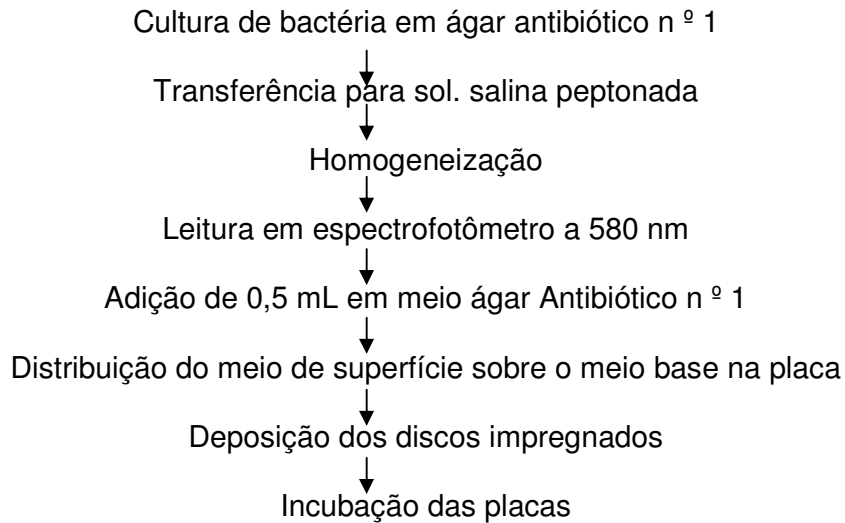 Cultura de bactéria em ágar antibiótico n º 1
Transferência para sol. salina peptonada
Homogeneização
Leitura em espectrofotômetro a 580 nm
Adição de 0,5 mL em meio ágar Antibiótico n º 1
Distribuição do meio de superfície sobre o meio base na placa
Deposição dos discos impregnados
Incubação das placas